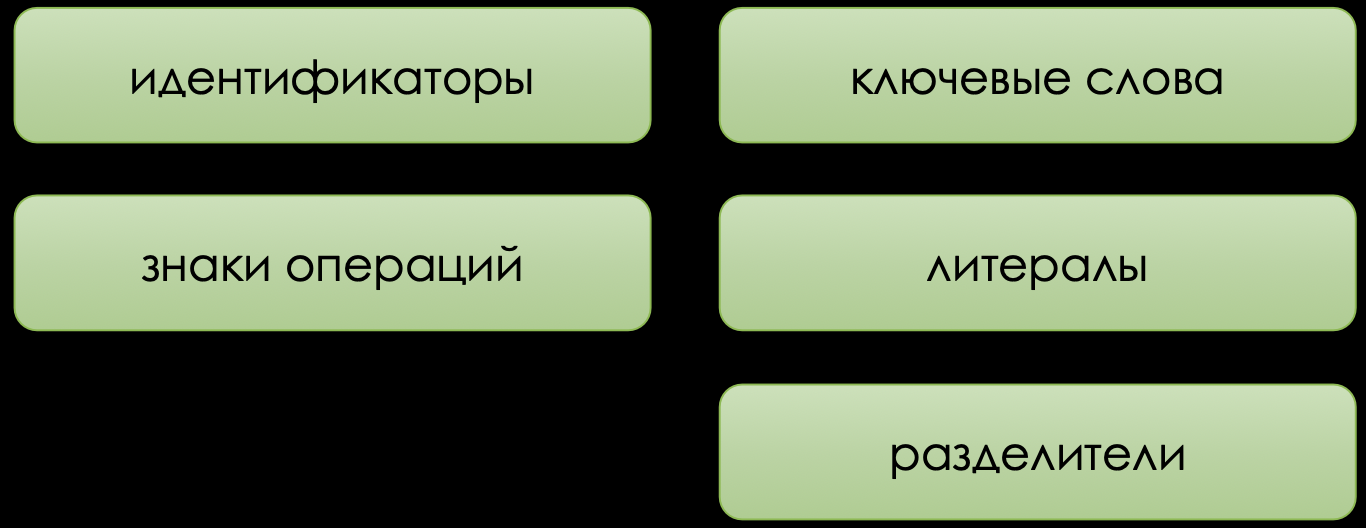 идентификаторы
ключевые слова
знаки операций
литералы
разделители